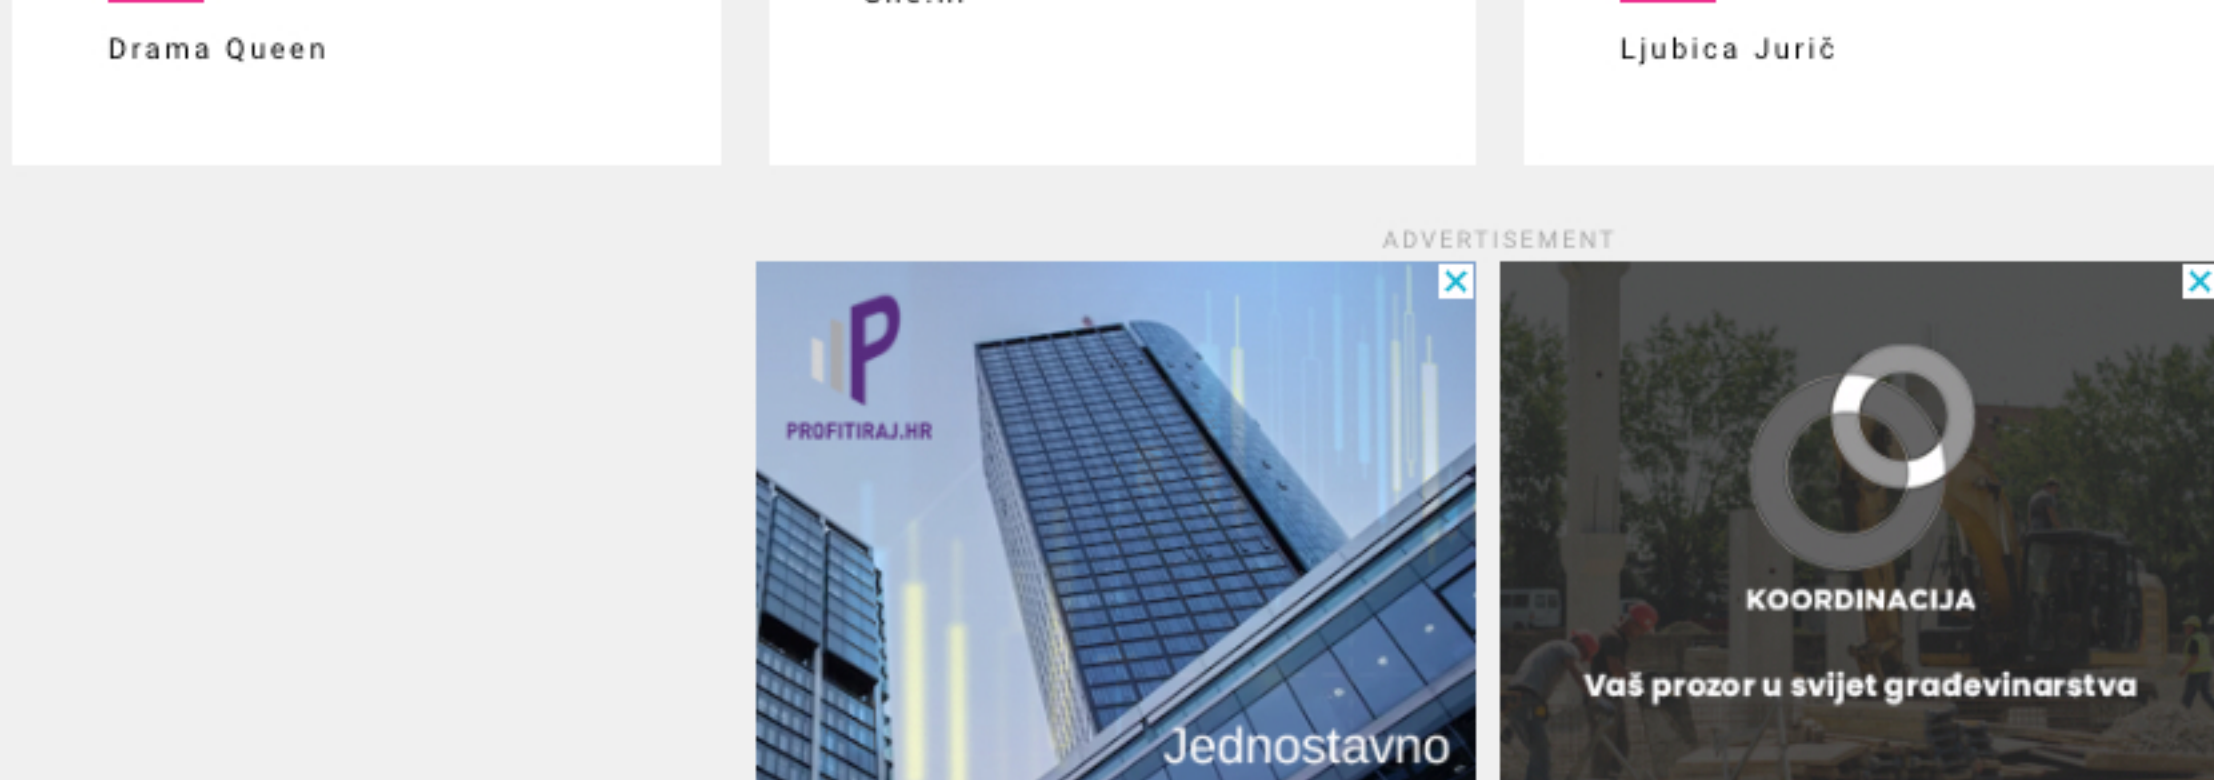 Drama Queen
Ljubica Jurič
ADVERTISEMENT
P
PROFITIRAJ.HR
Jednostavno
KOORDINACIJA
Vaš prozor u svijet građevinarstva